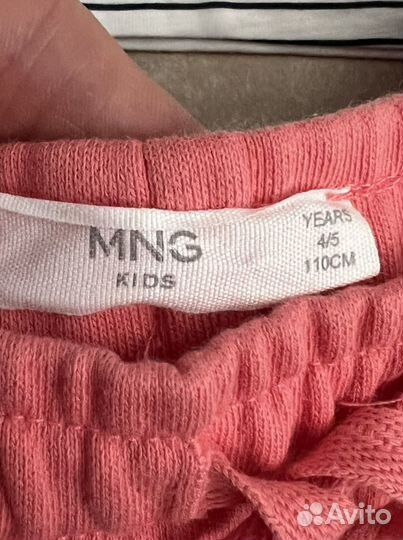 MNG
KIDS
YEARS
4/5
110CM
Avito